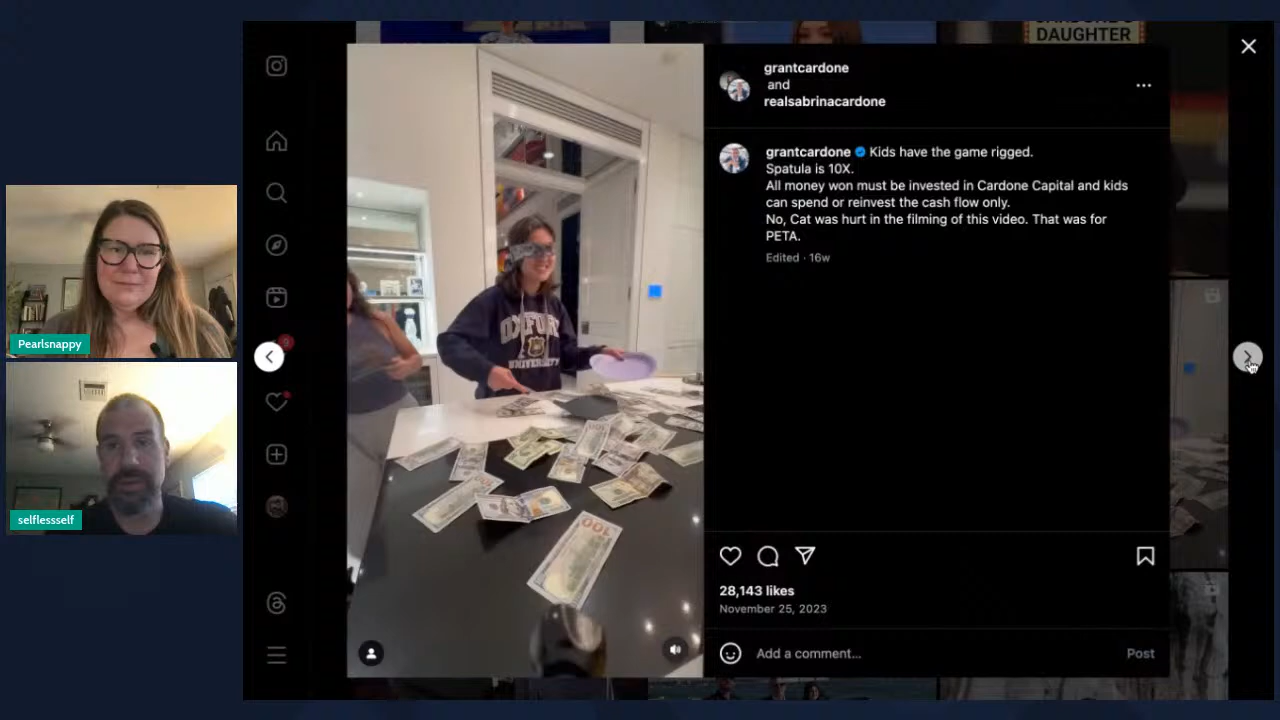 DAUGHTER
grantcardone
and
realsabrinacardone
grantcardone Kids have the game rigged.
Spatula is 10X.
All money won must be invested in Cardone Capital and kids
can spend or reinvest the cash flow only.
No, Cat was hurt in the filming of this video. That was for
PETA.
Edited · 16w
OXFORD
UNIVERSITY
100
28,143 likes
November 25, 2023
Add a comment...
Post
Pearlsnappy
selflessself